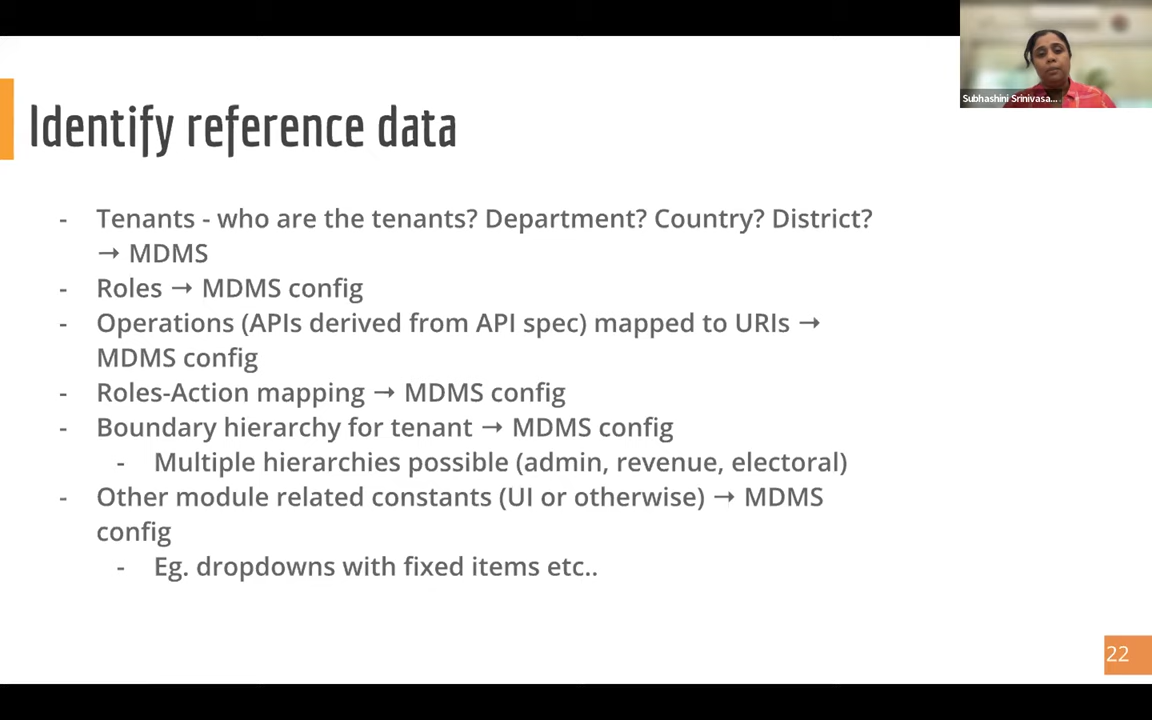 Subhashini Srinivasa...
Identify reference data
- Tenants - who are the tenants? Department? Country? District?
→ MDMS
- Roles → MDMS config
- Operations (APIs derived from API spec) mapped to URIs →
MDMS config
- Roles-Action mapping → MDMS config
- Boundary hierarchy for tenant → MDMS config
- Multiple hierarchies possible (admin, revenue, electoral)
- Other module related constants (UI or otherwise) → MDMS
config
- Eg. dropdowns with fixed items etc..
22